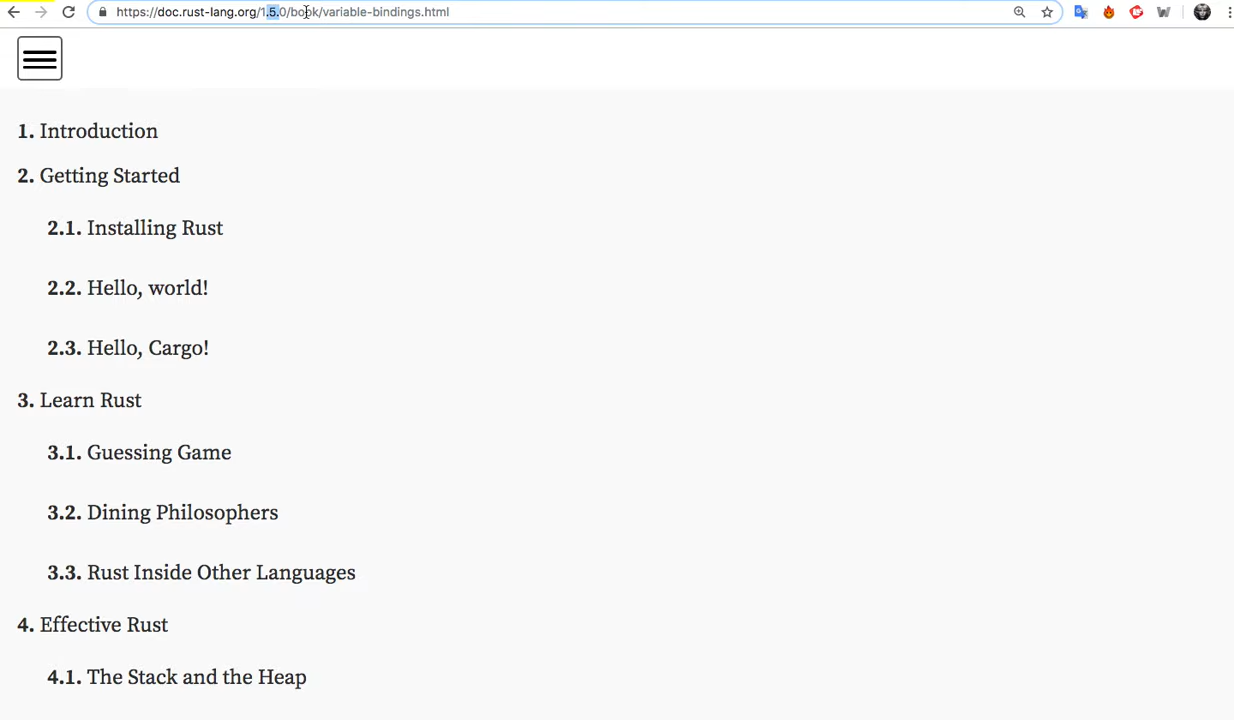 https://doc.rust-lang.org/1.5.0/book/variable-bindings.html
1. Introduction
2. Getting Started
2.1. Installing Rust
2.2. Hello, world!
2.3. Hello, Cargo!
3. Learn Rust
3.1. Guessing Game
3.2. Dining Philosophers
3.3. Rust Inside Other Languages
4. Effective Rust
4.1. The Stack and the Heap